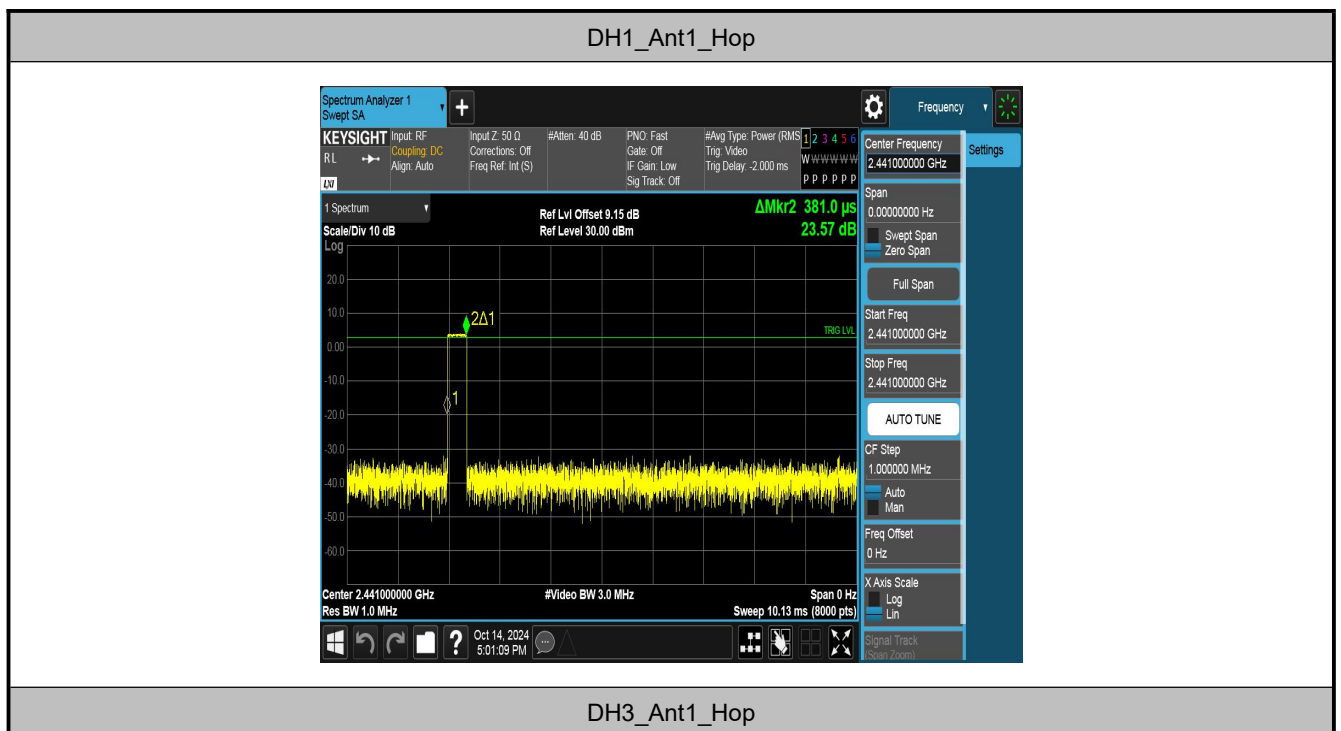 DH1_Ant1_Hop
Spectrum Analyzer 1
Swept SA
+
Frequency
KEYSIGHT
RL
LXI
Input: RF
Coupling: DC
Align: Auto
Input Z: 50 Ω
Corrections: Off
Freq Ref: Int (S)
#Atten: 40 dB
PNO: Fast
Gate: Off
IF Gain: Low
Sig Track: Off
#Avg Type: Power (RMS
Trig: Video
Trig Delay: -2.000 ms
1 2 3 4 5 6
W W W W W W
P P P P P P
1 Spectrum
Scale/Div 10 dB
Ref Lvl Offset 9.15 dB
Ref Level 30.00 dBm
ΔMkr2 381.0 µs
23.57 dB
Log
20.0
10.0
0.00
-10.0
-20.0
-30.0
-40.0
-50.0
-60.0
2Δ1
1
TRIG LVL
Center 2.441000000 GHz
Res BW 1.0 MHz
#Video BW 3.0 MHz
Span 0 Hz
Sweep 10.13 ms (8000 pts)
?
Oct 14, 2024
5:01:09 PM
Center Frequency
2.441000000 GHz
Settings
Span
0.00000000 Hz
Swept Span
Zero Span
Full Span
Start Freq
2.441000000 GHz
Stop Freq
2.441000000 GHz
AUTO TUNE
CF Step
1.000000 MHz
Auto
Man
Freq Offset
0 Hz
X Axis Scale
Log
Lin
Signal Track
(Span Zoom)
DH3_Ant1_Hop